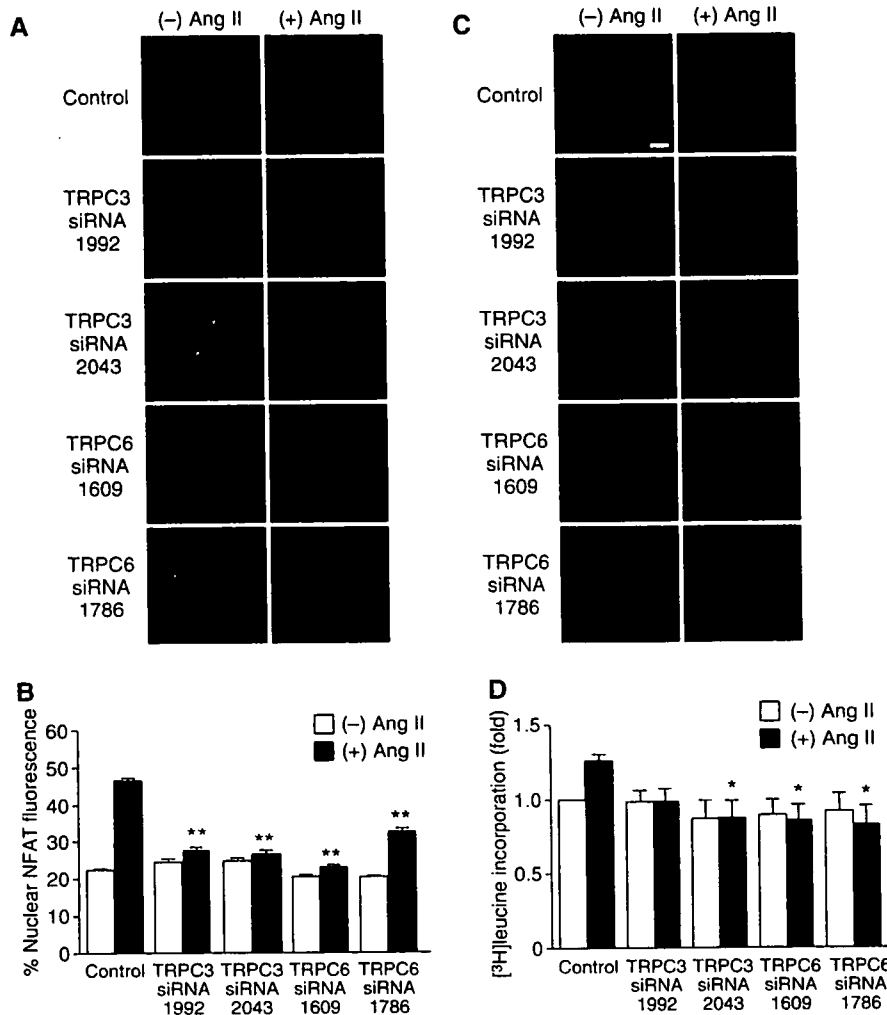 A
(−) Ang II (+) Ang II
Control
TRPC3
siRNA
1992
TRPC3
siRNA
2043
TRPC6
siRNA
1609
TRPC6
siRNA
1786
C
(−) Ang II (+) Ang II
Control
TRPC3
siRNA
1992
TRPC3
siRNA
2043
TRPC6
siRNA
1609
TRPC6
siRNA
1786
B
% Nuclear NFAT fluorescence
60
50
40
30
20
10
0
(−) Ang II
(+) Ang II
** ** ** **
Control TRPC3 TRPC3 TRPC6 TRPC6
siRNA siRNA siRNA siRNA
1992 2043 1609 1786
D
[³H]leucine incorporation (fold)
1.5
1.0
0.5
0
(−) Ang II
(+) Ang II
* * *
Control TRPC3 TRPC3 TRPC6 TRPC6
siRNA siRNA siRNA siRNA
1992 2043 1609 1786